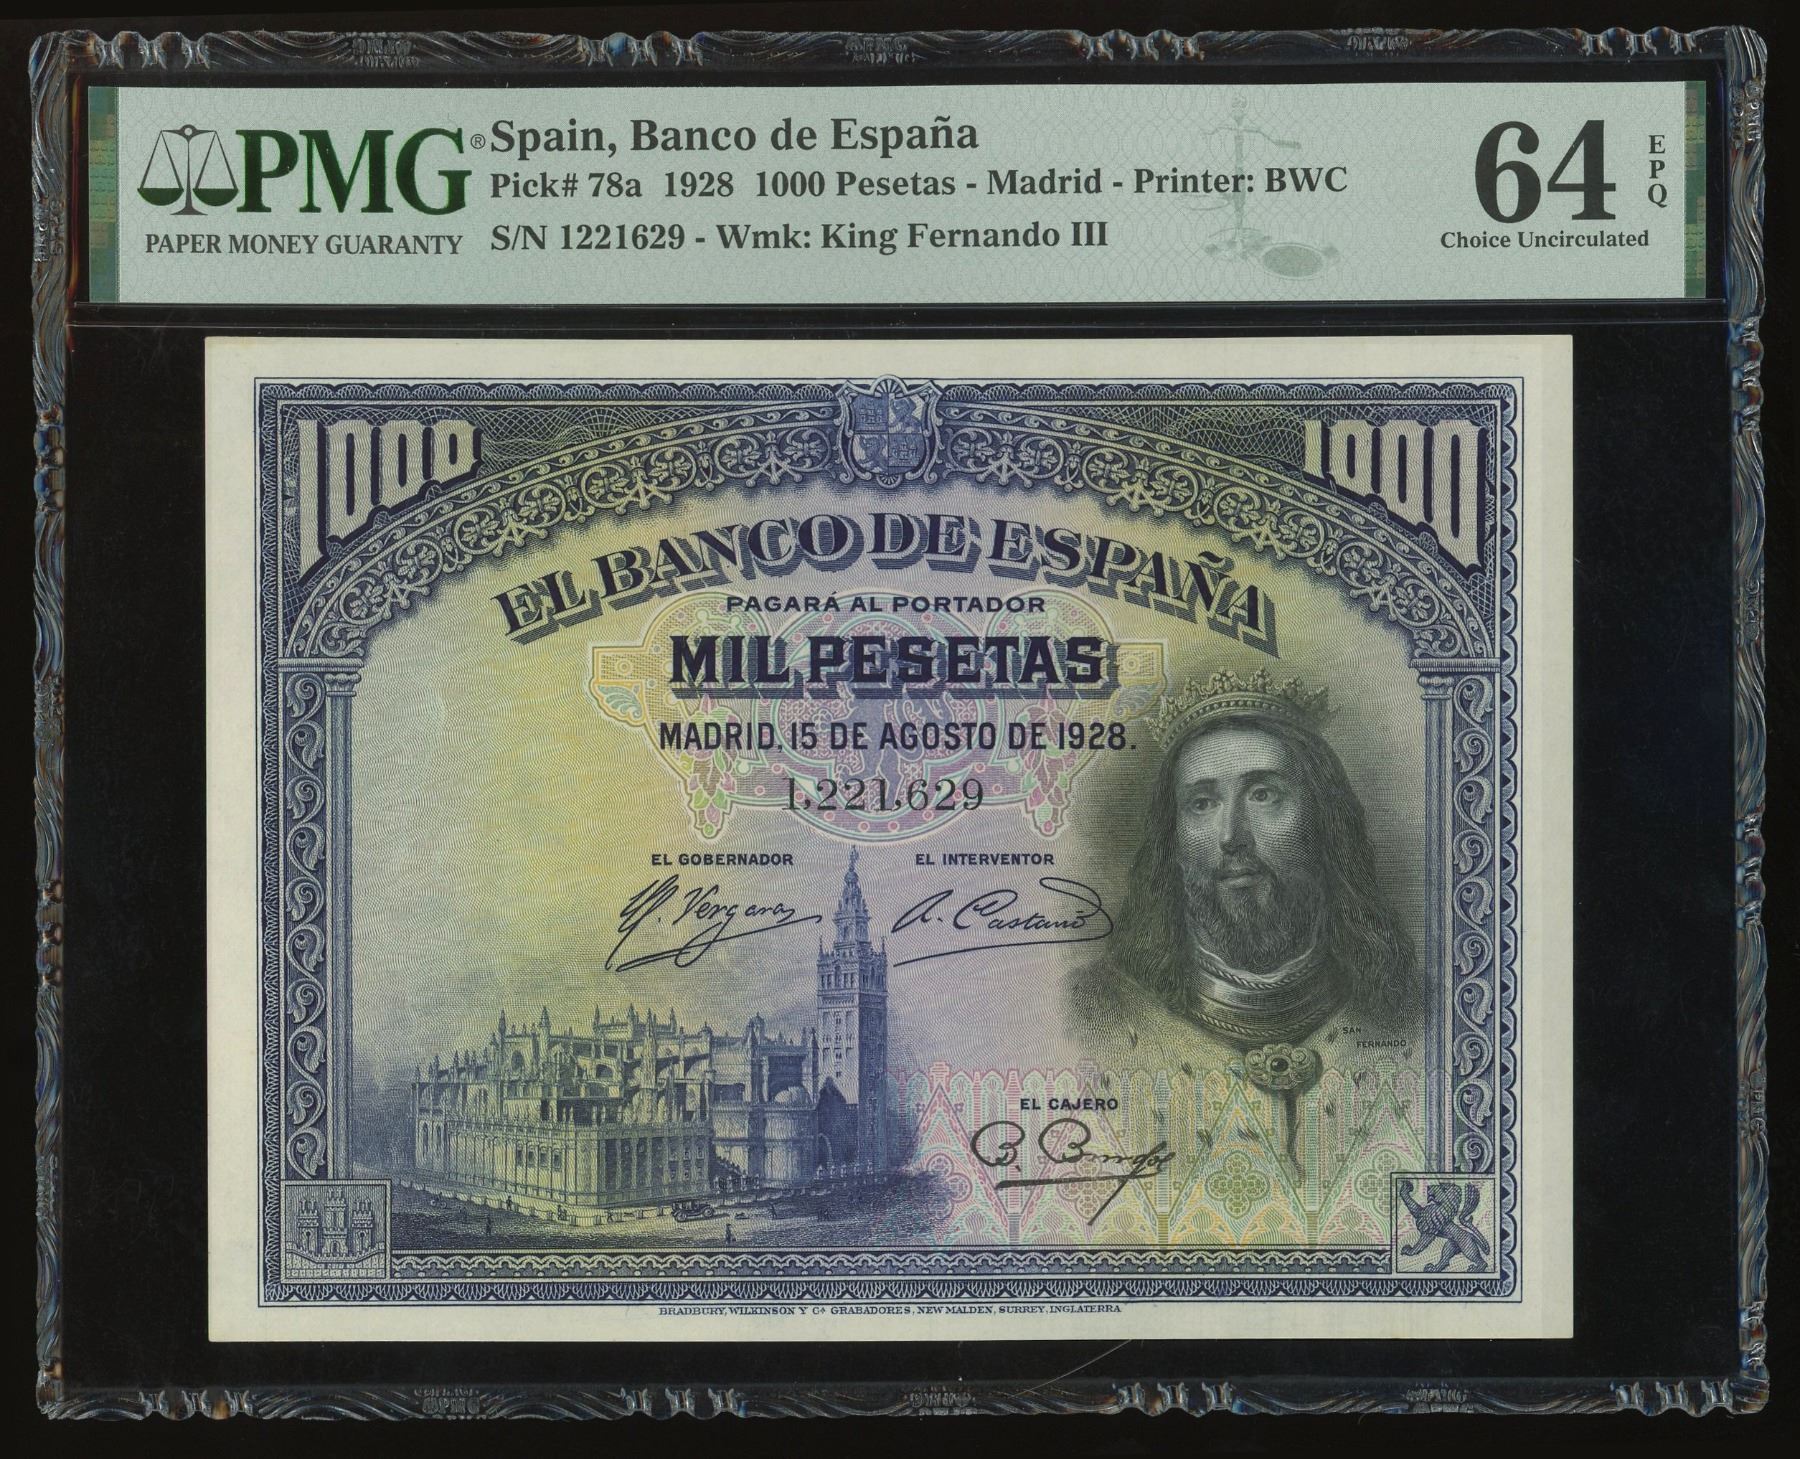 PMG® Spain, Banco de España
Pick# 78a 1928 1000 Pesetas - Madrid - Printer: BWC
PAPER MONEY GUARANTY S/N 1221629 - Wmk: King Fernando III
64 EPQ
Choice Uncirculated
1000 1000
EL BANCO DE ESPAÑA
PAGARÁ AL PORTADOR
MIL PESETAS
MADRID, 15 DE AGOSTO DE 1928.
1,221,629
EL GOBERNADOR EL INTERVENTOR
Vergara A. Castaño
SAN
FERNANDO
EL CAJERO
BRADBURY, WILKINSON Y Cª GRABADORES, NEW MALDEN, SURREY, INGLATERRA